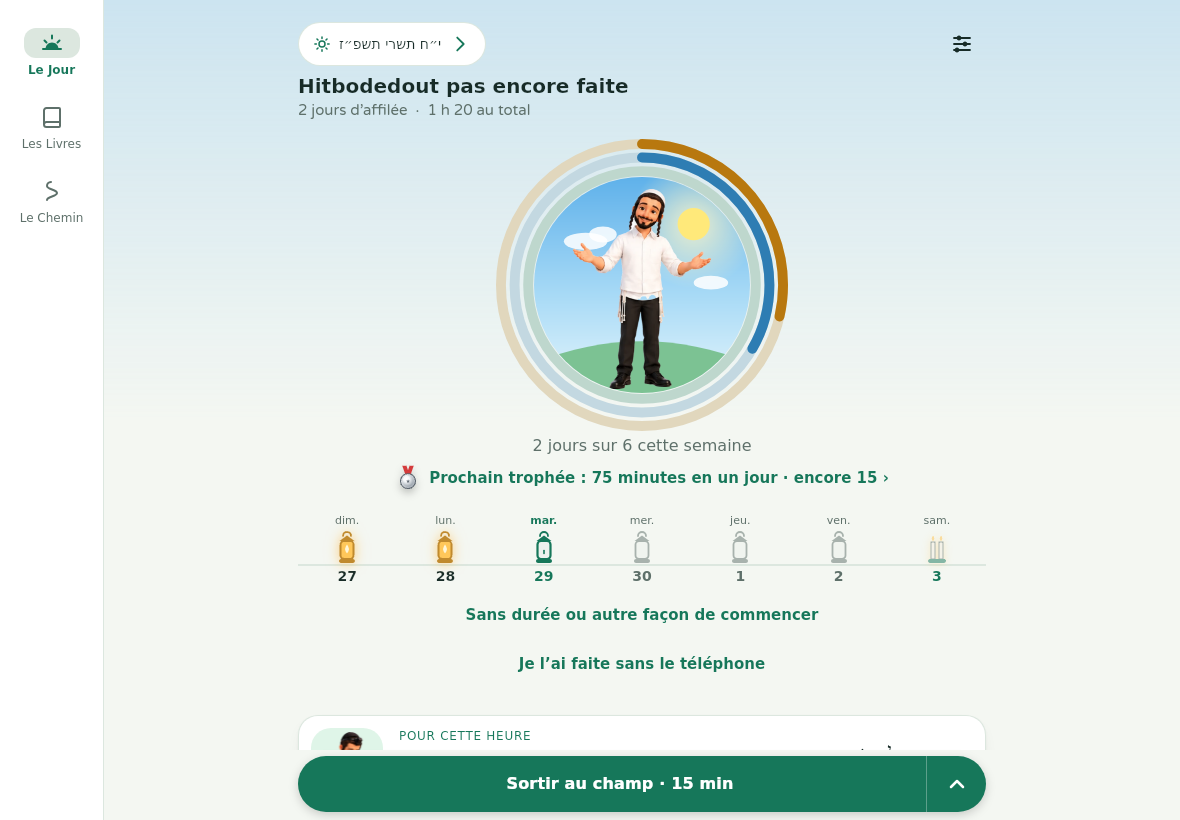 Le Jour
Les Livres
Le Chemin
י״ח תשרי תשפ״ז
Hitbodedout pas encore faite
2 jours d’affilée · 1 h 20 au total
2 jours sur 6 cette semaine
Prochain trophée : 75 minutes en un jour · encore 15 ›
dim. lun. mar. mer. jeu. ven. sam.
27 28 29 30 1 2 3
Sans durée ou autre façon de commencer
Je l’ai faite sans le téléphone
POUR CETTE HEURE
Sortir au champ · 15 min